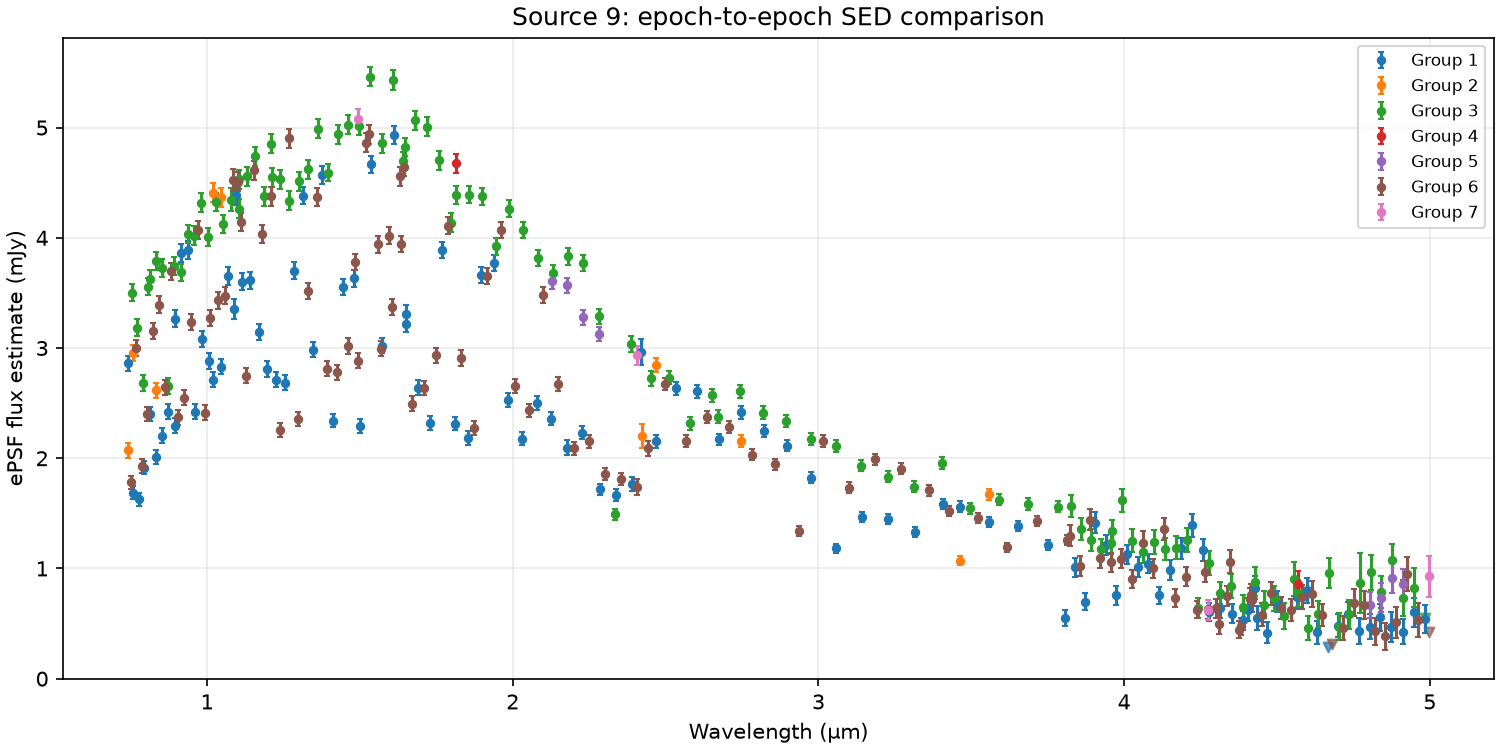 Source 9: epoch-to-epoch SED comparison
ePSF flux estimate (mJy)
5
4
3
2
1
0
Group 1
Group 2
Group 3
Group 4
Group 5
Group 6
Group 7
1 2 3 4 5
Wavelength (μm)